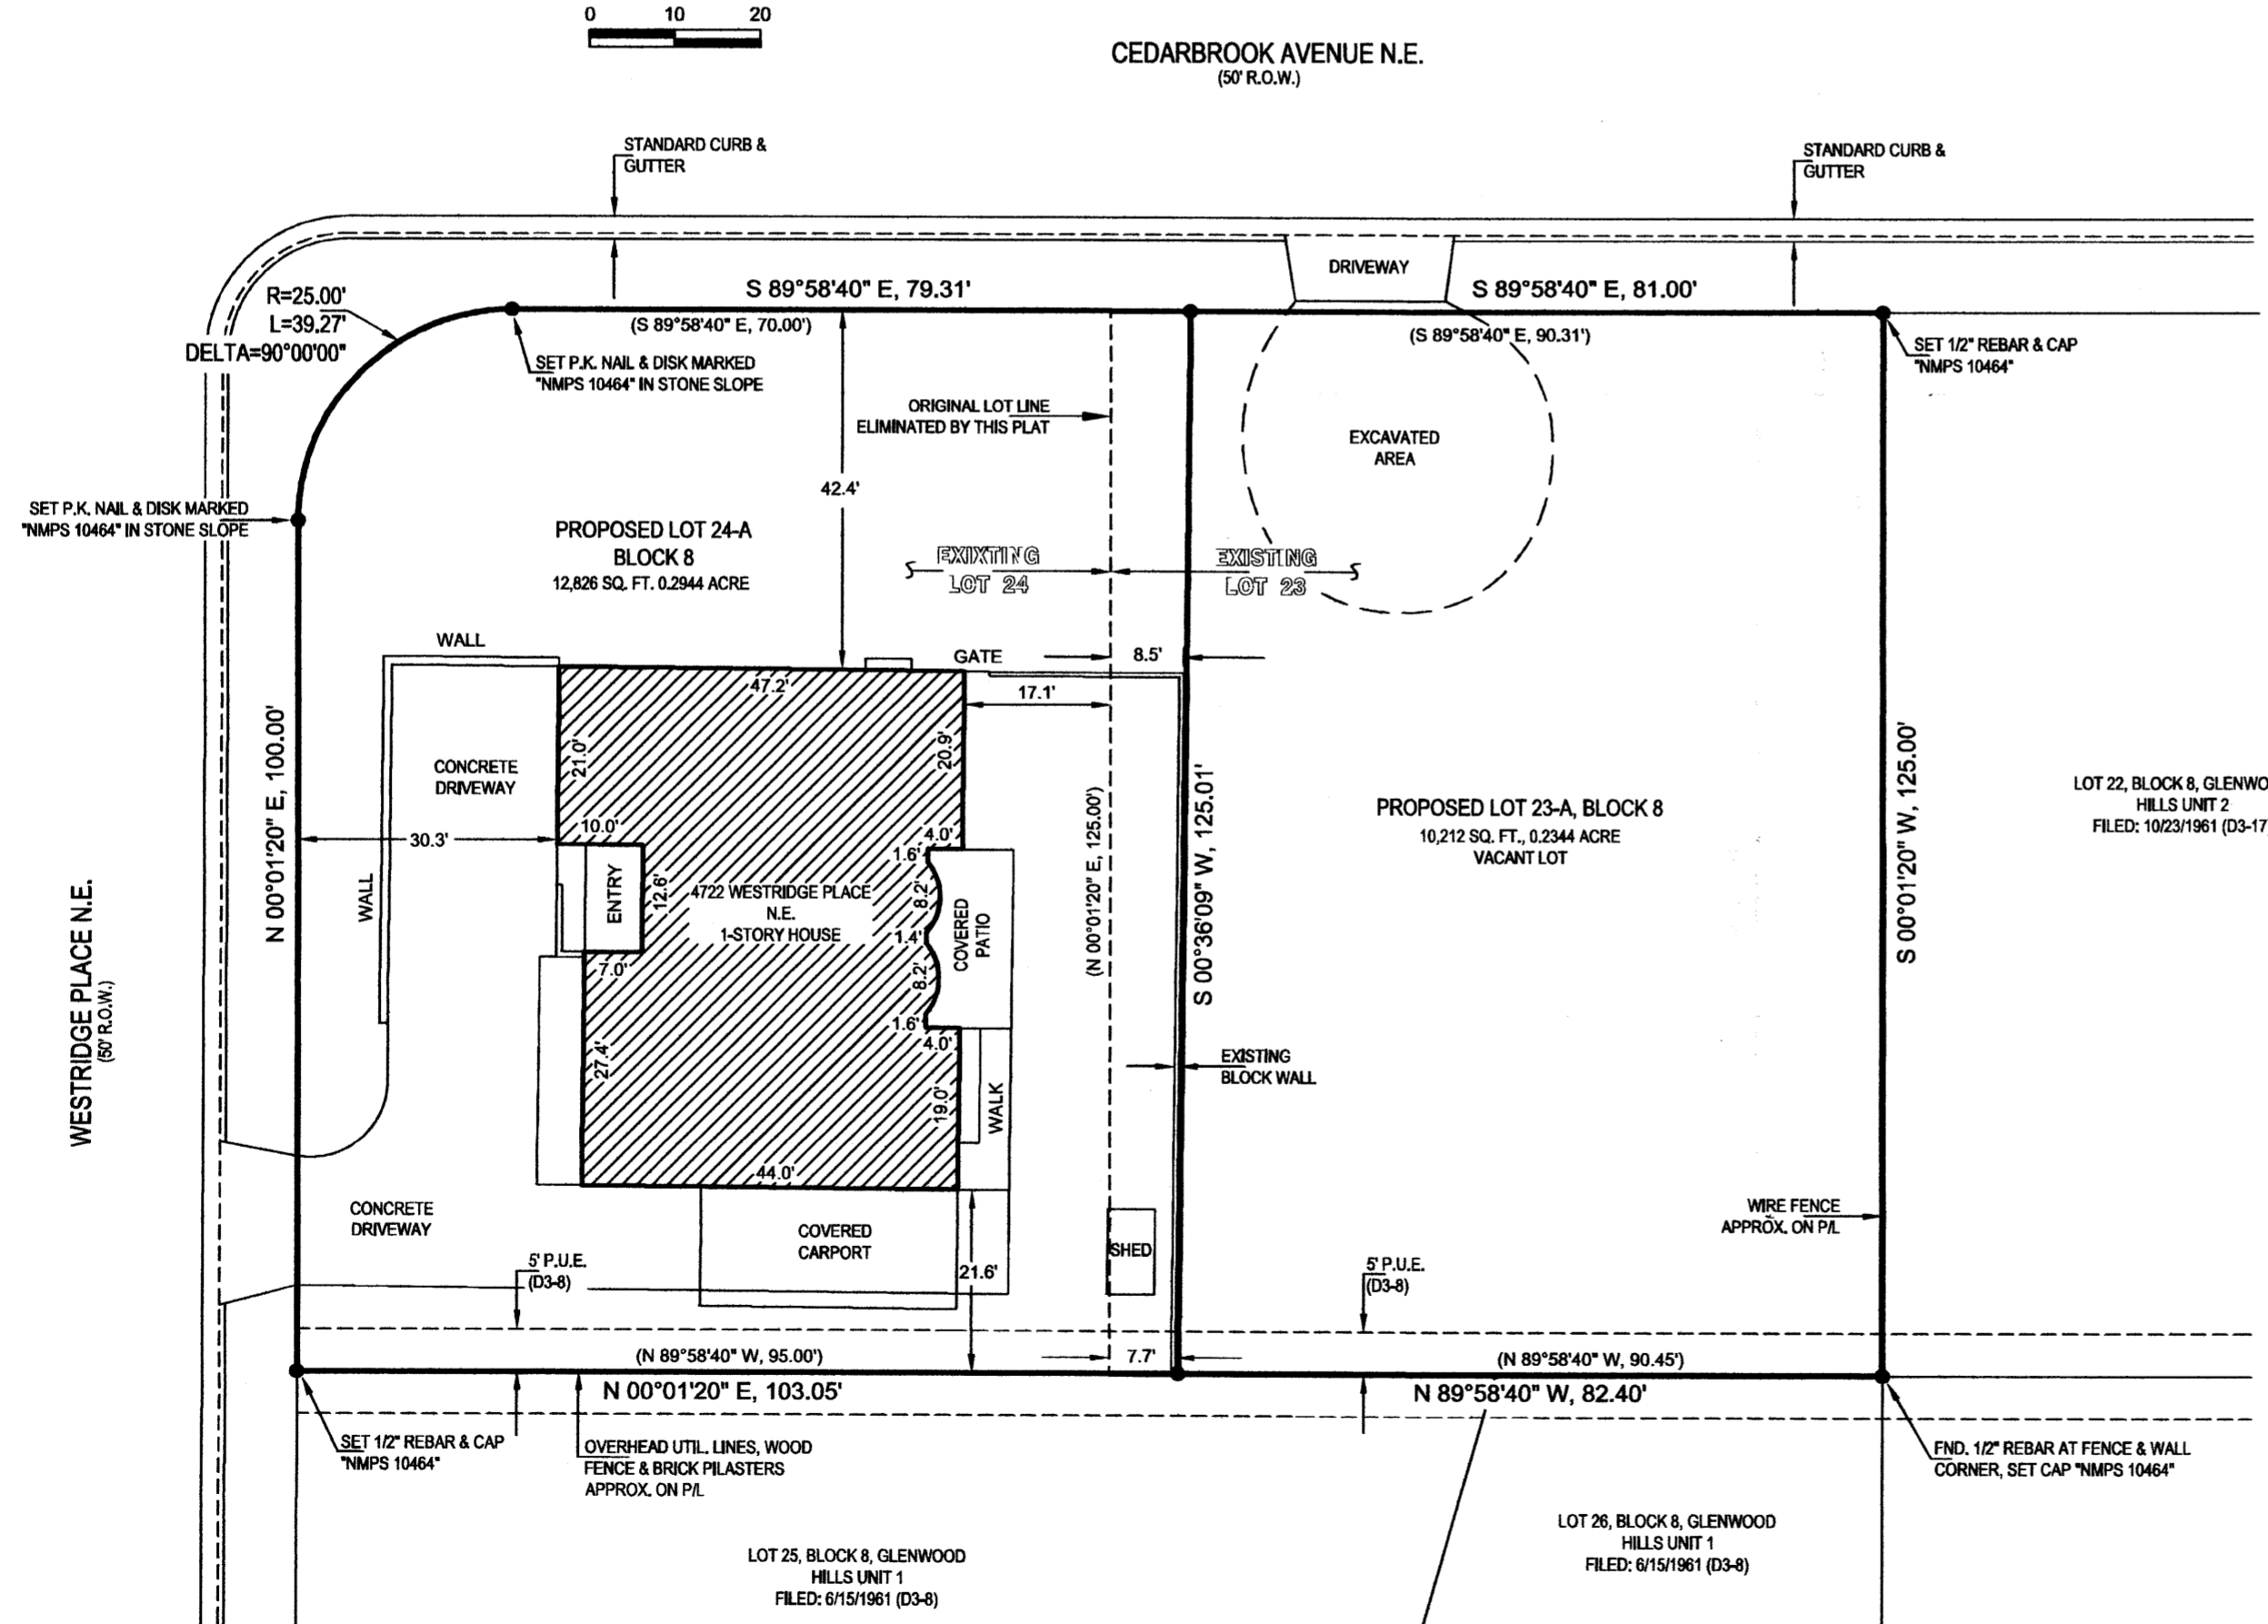 0 10 20
CEDARBROOK AVENUE N.E.
(50' R.O.W.)
STANDARD CURB &
GUTTER
STANDARD CURB &
GUTTER
DRIVEWAY
R=25.00'
L=39.27'
DELTA=90°00'00"
S 89°58'40" E, 79.31'
(S 89°58'40" E, 70.00')
S 89°58'40" E, 81.00'
(S 89°58'40" E, 90.31')
SET P.K. NAIL & DISK MARKED
"NMPS 10464" IN STONE SLOPE
SET 1/2" REBAR & CAP
"NMPS 10464"
ORIGINAL LOT LINE
ELIMINATED BY THIS PLAT
EXCAVATED
AREA
42.4'
SET P.K. NAIL & DISK MARKED
"NMPS 10464" IN STONE SLOPE
PROPOSED LOT 24-A
BLOCK 8
12,826 SQ. FT. 0.2944 ACRE
EXIXTING
LOT 24
EXISTING
LOT 23
WALL
GATE
8.5'
47.2'
17.1'
N 00°01'20" E, 100.00'
CONCRETE
DRIVEWAY
21.0'
20.9'
(N 00°01'20" E, 125.00')
S 00°36'09" W, 125.01'
S 00°01'20" W, 125.00'
PROPOSED LOT 23-A, BLOCK 8
10,212 SQ. FT., 0.2344 ACRE
VACANT LOT
LOT 22, BLOCK 8, GLENWO
HILLS UNIT 2
FILED: 10/23/1961 (D3-17
30.3'
10.0'
4.0'
1.6'
WALL
ENTRY
12.6'
4722 WESTRIDGE PLACE
N.E.
1-STORY HOUSE
8.2'
1.4'
8.2'
COVERED
PATIO
7.0'
1.6'
4.0'
27.4'
19.0'
WALK
WESTRIDGE PLACE N.E.
(50' R.O.W.)
EXISTING
BLOCK WALL
44.0'
CONCRETE
DRIVEWAY
COVERED
CARPORT
SHED
WIRE FENCE
APPROX. ON P/L
5' P.U.E.
(D3-8)
21.6'
5' P.U.E.
(D3-8)
(N 89°58'40" W, 95.00')
7.7'
(N 89°58'40" W, 90.45')
N 00°01'20" E, 103.05'
N 89°58'40" W, 82.40'
SET 1/2" REBAR & CAP
"NMPS 10464"
OVERHEAD UTIL. LINES, WOOD
FENCE & BRICK PILASTERS
APPROX. ON P/L
FND. 1/2" REBAR AT FENCE & WALL
CORNER, SET CAP "NMPS 10464"
LOT 25, BLOCK 8, GLENWOOD
HILLS UNIT 1
FILED: 6/15/1961 (D3-8)
LOT 26, BLOCK 8, GLENWOOD
HILLS UNIT 1
FILED: 6/15/1961 (D3-8)